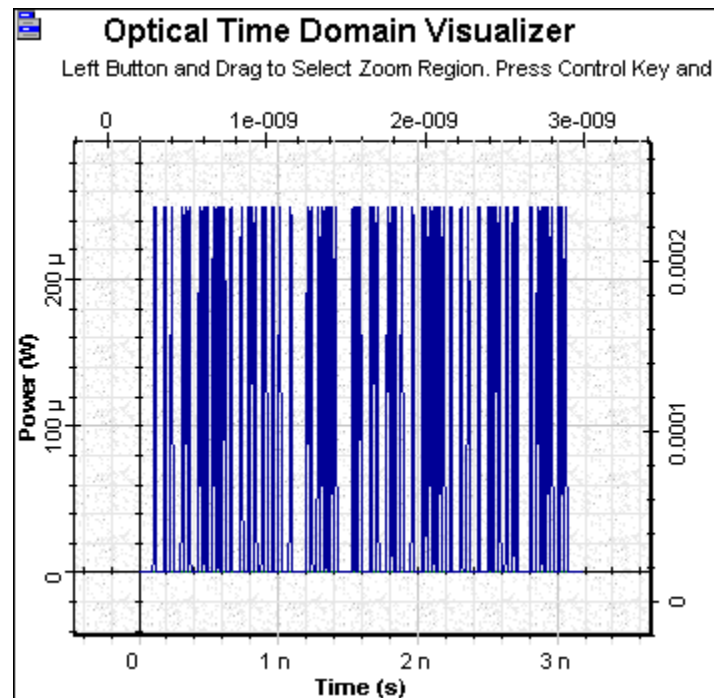 Optical Time Domain Visualizer
Left Button and Drag to Select Zoom Region. Press Control Key and
0 1e-009 2e-009 3e-009
Power (W)
0 100 µ 200 µ
0 0.0001 0.0002
0 1 n 2 n 3 n
Time (s)